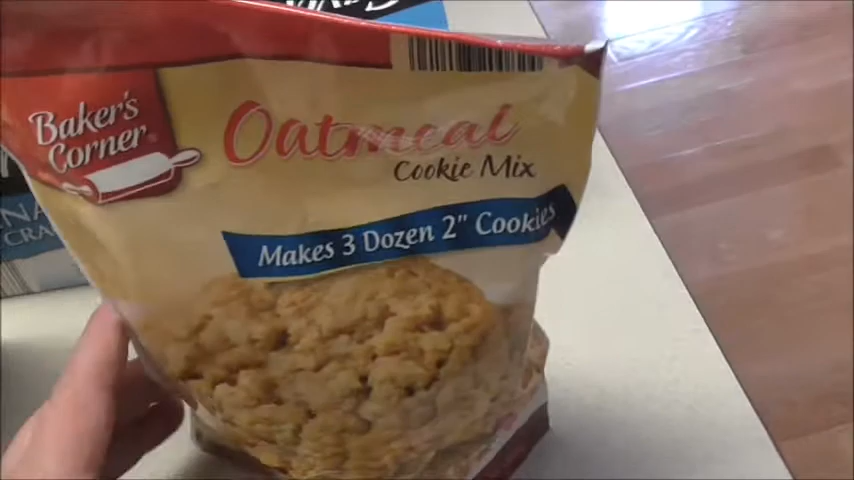 Baker's
Corner
Oatmeal
Cookie Mix
Makes 3 Dozen 2" Cookies